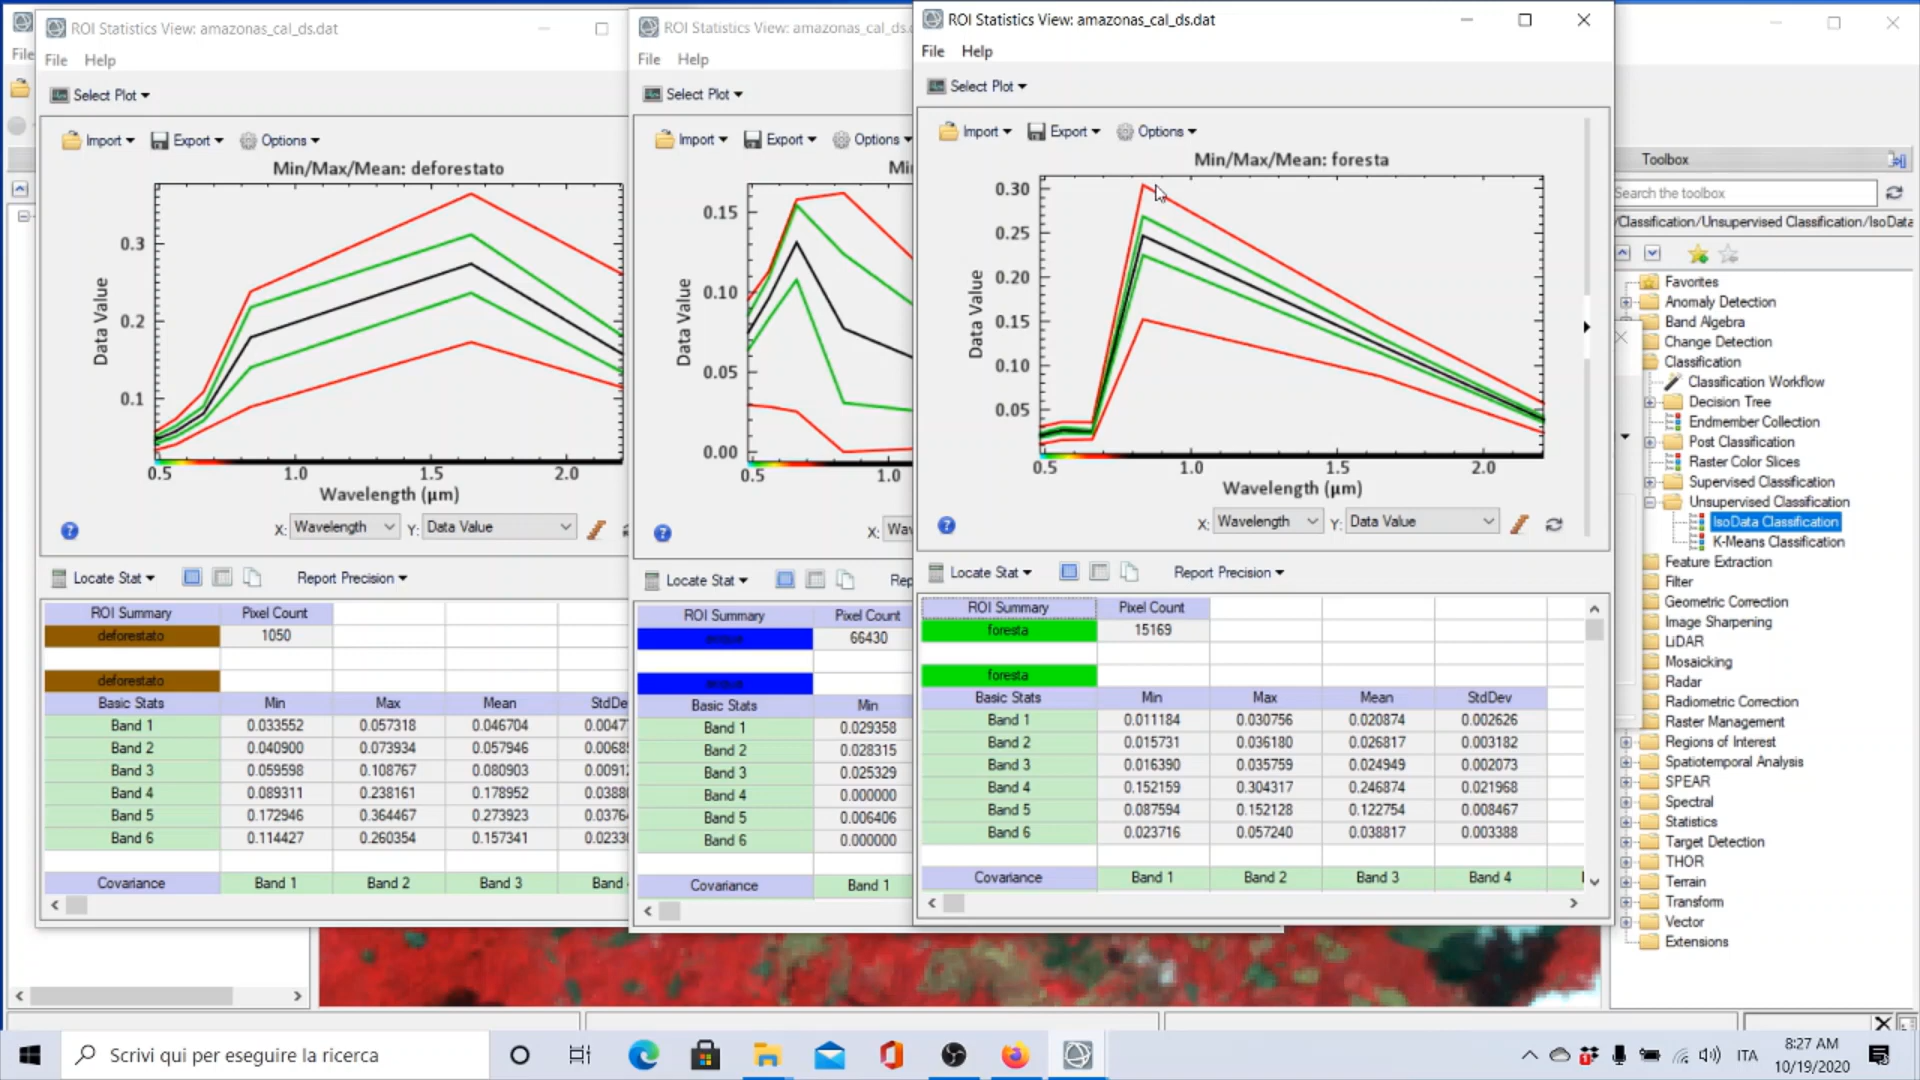 ROI Statistics View: amazonas_cal_ds.dat
File Help
Select Plot
Import Export Options
Min/Max/Mean: deforestato
Data Value
0.3
0.2
0.1
0.5 1.0 1.5 2.0
Wavelength (µm)
X: Wavelength Y: Data Value
Locate Stat Report Precision
ROI Summary Pixel Count
deforestato 1050
deforestato
Basic Stats Min Max Mean
Band 1 0.033552 0.057318 0.046704
Band 2 0.040900 0.073934 0.057946
Band 3 0.059598 0.108767 0.080903
Band 4 0.089311 0.238161 0.178952
Band 5 0.172946 0.364467 0.273923
Band 6 0.114427 0.260354 0.157341
Covariance Band 1 Band 2 Band 3 Band
ROI Statistics View: amazonas_cal_ds.
File Help
Select Plot
Import Export Options
Data Value
0.15
0.10
0.05
0.00
0.5 1.0
X:
Locate Stat
ROI Summary Pixel Count
66430
Basic Stats Min
Band 1 0.029358
Band 2 0.028315
Band 3 0.025329
Band 4 0.000000
Band 5 0.006406
Band 6 0.000000
Covariance Band 1
ROI Statistics View: amazonas_cal_ds.dat
File Help
Select Plot
Import Export Options
Min/Max/Mean: foresta
Data Value
0.30
0.25
0.20
0.15
0.10
0.05
0.5 1.0 1.5 2.0
Wavelength (µm)
X: Wavelength Y: Data Value
Locate Stat Report Precision
ROI Summary Pixel Count
foresta 15169
foresta
Basic Stats Min Max Mean StdDev
Band 1 0.011184 0.030756 0.020874 0.002626
Band 2 0.015731 0.036180 0.026817 0.003182
Band 3 0.016390 0.035759 0.024949 0.002073
Band 4 0.152159 0.304317 0.246874 0.021968
Band 5 0.087594 0.152128 0.122754 0.008467
Band 6 0.023716 0.057240 0.038817 0.003388
Covariance Band 1 Band 2 Band 3 Band 4
Toolbox
Search the toolbox
/Classification/Unsupervised Classification/IsoData
Favorites
Anomaly Detection
Band Algebra
Change Detection
Classification
Classification Workflow
Decision Tree
Endmember Collection
Post Classification
Raster Color Slices
Supervised Classification
Unsupervised Classification
IsoData Classification
K-Means Classification
Feature Extraction
Filter
Geometric Correction
Image Sharpening
LiDAR
Mosaicking
Radar
Radiometric Correction
Raster Management
Regions of Interest
Spatiotemporal Analysis
SPEAR
Spectral
Statistics
Target Detection
THOR
Terrain
Transform
Vector
Extensions
Scrivi qui per eseguire la ricerca
ITA
8:27 AM
10/19/2020